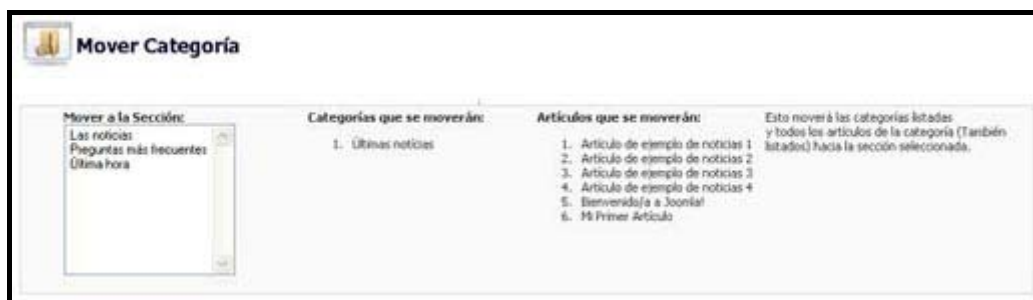 Mover Categoría
Mover a la Sección:
Las noticias
Preguntas más frecuentes
Última hora
Categorías que se moverán:
1. Últimas noticias
Artículos que se moverán:
1. Artículo de ejemplo de noticias 1
2. Artículo de ejemplo de noticias 2
3. Artículo de ejemplo de noticias 3
4. Artículo de ejemplo de noticias 4
5. Bienvenido/a a Joomla!
6. Mi Primer Artículo
Esto moverá las categorías listadas
y todos los artículos de la categoría (También
listados) hacia la sección seleccionada.